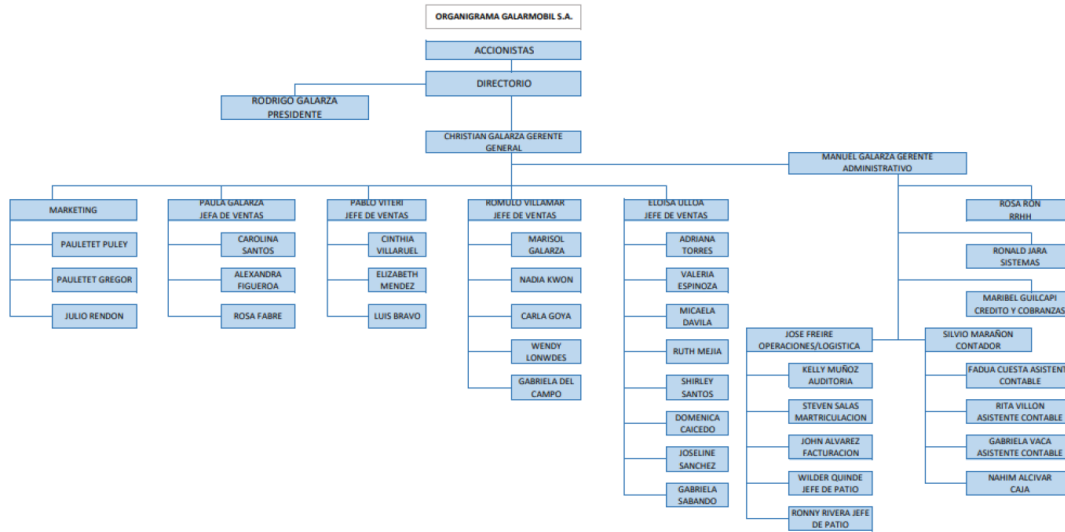 ORGANIGRAMA GALARMOBIL S.A.
ACCIONISTAS
DIRECTORIO
RODRIGO GALARZA
PRESIDENTE
CHRISTIAN GALARZA GERENTE
GENERAL
MANUEL GALARZA GERENTE
ADMINISTRATIVO
MARKETING
PAULETET PULEY
PAULETET GREGOR
JULIO RENDON
PAULA GALARZA
JEFA DE VENTAS
CAROLINA
SANTOS
ALEXANDRA
FIGUEROA
ROSA FABRE
PABLO VITERI
JEFE DE VENTAS
CINTHIA
VILLARUEL
ELIZABETH
MENDEZ
LUIS BRAVO
ROMULO VILLAMAR
JEFE DE VENTAS
MARISOL
GALARZA
NADIA KWON
CARLA GOYA
WENDY
LONWDES
GABRIELA DEL
CAMPO
ELOISA ULLOA
JEFE DE VENTAS
ADRIANA
TORRES
VALERIA
ESPINOZA
MICAELA
DAVILA
RUTH MEJIA
SHIRLEY
SANTOS
DOMENICA
CAICEDO
JOSELINE
SANCHEZ
GABRIELA
SABANDO
ROSA RON
RRHH
RONALD JARA
SISTEMAS
MARIBEL GUILCAPI
CREDITO Y COBRANZAS
JOSE FREIRE
OPERACIONES/LOGISTICA
KELLY MUÑOZ
AUDITORIA
STEVEN SALAS
MARTRICULACION
JOHN ALVAREZ
FACTURACION
WILDER QUINDE
JEFE DE PATIO
RONNY RIVERA JEFE
DE PATIO
SILVIO MARAÑON
CONTADOR
FADUA CUESTA ASISTENT
CONTABLE
RITA VILLON
ASISTENTE CONTABLE
GABRIELA VACA
ASISTENTE CONTABLE
NAHIM ALCIVAR
CAJA